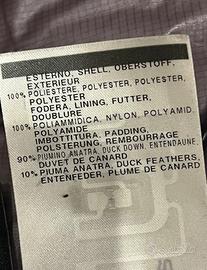 ESTERNO, SHELL, OBERSTOFF,
EXTERIEUR
100% POLIESTERE, POLYESTER, POLYESTER,
POLYESTER
FODERA, LINING, FUTTER,
DOUBLURE
100% POLIAMMIDICA, NYLON, POLYAMID.
POLYAMIDE
IMBOTTITURA, PADDING,
POLSTERUNG, REMBOURRAGE
90% PIUMINO ANATRA, DUCK DOWN, ENTENDAUNE,
DUVET DE CANARD
10% PIUMA ANATRA, DUCK FEATHERS,
ENTENFEDER, PLUME DE CANARD